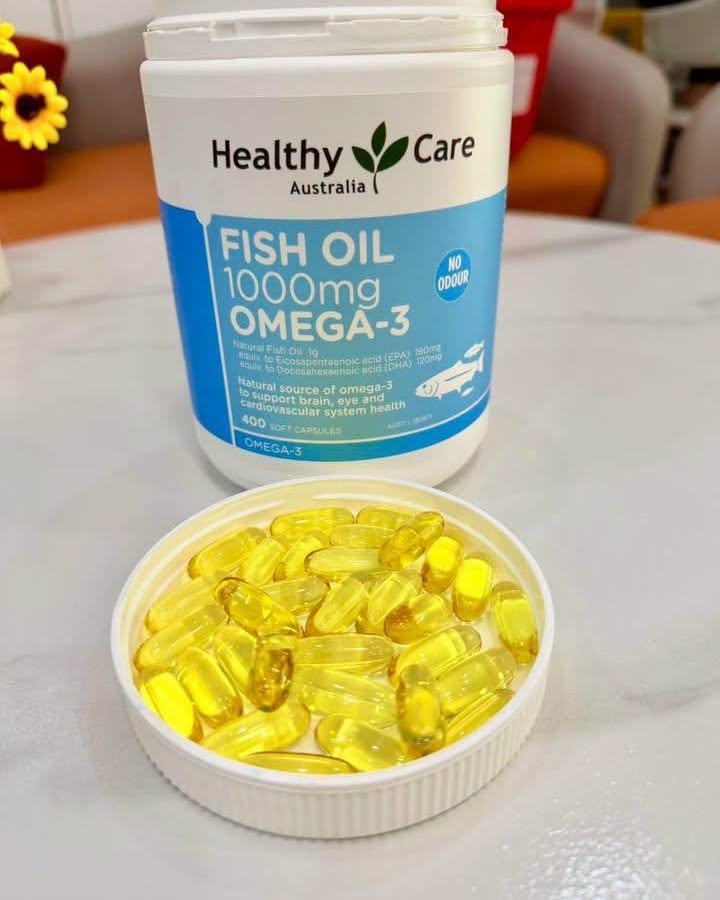 Healthy Care
Australia
FISH OIL
1000mg
OMEGA-3
NO
ODOUR
Natural Fish Oil 1g
equiv. to Eicosapentaenoic acid (EPA) 180mg
equiv. to Docosahexaenoic acid (DHA) 120mg
Natural source of omega-3
to support brain, eye and
cardiovascular system health
400 SOFT CAPSULES
OMEGA-3